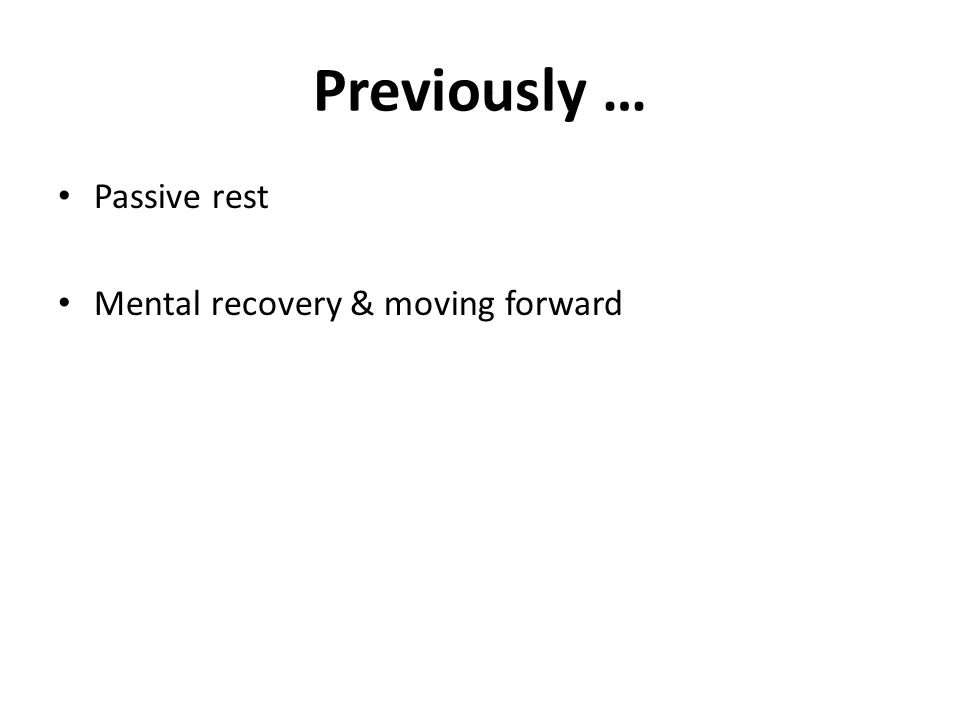 Previously …
• Passive rest
• Mental recovery & moving forward